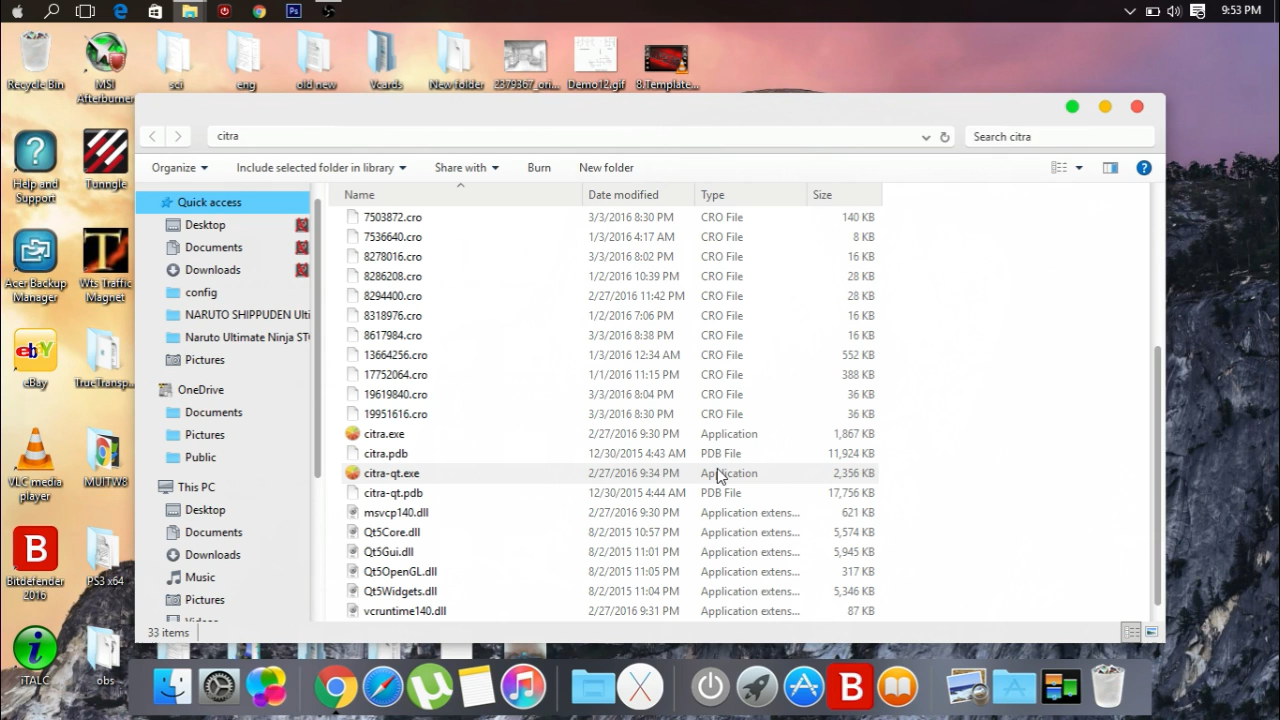 9:53 PM
Recycle Bin
MSI Afterburner
sci
eng
old new
Vcards
New folder
2379367_ori...
Demo12.gif
8.Template...
Help and Support
Tunngle
Acer Backup Manager
Wts Traffic Magnet
ebay
eBay
TrueTransp...
VLC media player
MUITW8
B
Bitdefender 2016
PS3 x64
iTALC
obs
citra
Search citra
Organize
Include selected folder in library
Share with
Burn
New folder
Quick access
Desktop
Documents
Downloads
config
NARUTO SHIPPUDEN Ulti
Naruto Ultimate Ninja STO
Pictures
OneDrive
Documents
Pictures
Public
This PC
Desktop
Documents
Downloads
Music
Pictures
Videos
Name Date modified Type Size
7503872.cro 3/3/2016 8:30 PM CRO File 140 KB
7536640.cro 1/3/2016 4:17 AM CRO File 8 KB
8278016.cro 3/3/2016 8:02 PM CRO File 16 KB
8286208.cro 1/2/2016 10:39 PM CRO File 28 KB
8294400.cro 2/27/2016 11:42 PM CRO File 28 KB
8318976.cro 1/2/2016 7:06 PM CRO File 16 KB
8617984.cro 3/3/2016 8:38 PM CRO File 16 KB
13664256.cro 1/3/2016 12:34 AM CRO File 552 KB
17752064.cro 1/1/2016 11:15 PM CRO File 388 KB
19619840.cro 3/3/2016 8:04 PM CRO File 36 KB
19951616.cro 3/3/2016 8:30 PM CRO File 36 KB
citra.exe 2/27/2016 9:30 PM Application 1,867 KB
citra.pdb 12/30/2015 4:43 AM PDB File 11,924 KB
citra-qt.exe 2/27/2016 9:34 PM Application 2,356 KB
citra-qt.pdb 12/30/2015 4:44 AM PDB File 17,756 KB
msvcp140.dll 2/27/2016 9:30 PM Application extens... 621 KB
Qt5Core.dll 8/2/2015 10:57 PM Application extens... 5,574 KB
Qt5Gui.dll 8/2/2015 11:01 PM Application extens... 5,945 KB
Qt5OpenGL.dll 8/2/2015 11:05 PM Application extens... 317 KB
Qt5Widgets.dll 8/2/2015 11:04 PM Application extens... 5,346 KB
vcruntime140.dll 2/27/2016 9:31 PM Application extens... 87 KB
33 items